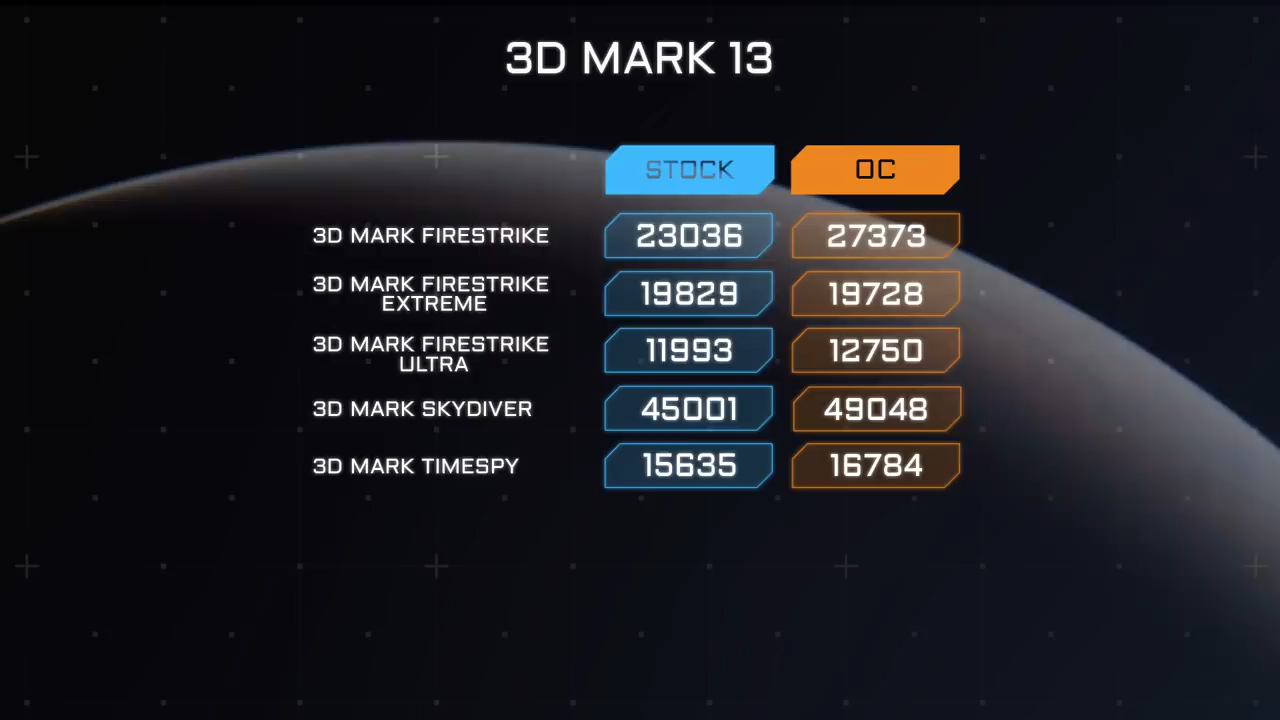 3D MARK 13
STOCK OC
3D MARK FIRESTRIKE 23036 27373
3D MARK FIRESTRIKE
EXTREME 19829 19728
3D MARK FIRESTRIKE
ULTRA 11993 12750
3D MARK SKYDIVER 45001 49048
3D MARK TIMESPY 15635 16784